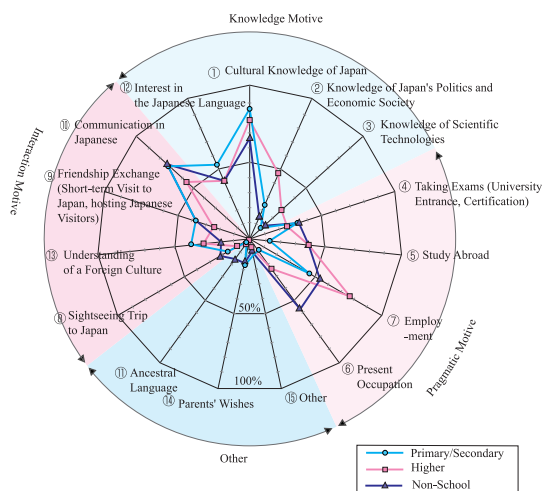 Knowledge Motive
① Cultural Knowledge of Japan
② Knowledge of Japan's Politics and
Economic Society
③ Knowledge of Scientific
Technologies
④ Taking Exams (University
Entrance, Certification)
⑤ Study Abroad
⑦ Employ
-ment
Pragmatic Motive
⑥ Present
Occupation
⑮ Other
⑭ Parents' Wishes
⑪ Ancestral
Language
Other
⑧ Sightseeing Trip
to Japan
⑬ Understanding
of a Foreign Culture
⑨ Friendship Exchange
(Short-term Visit to
Japan, hosting Japanese
Visitors)
⑩ Communication in
Japanese
Interaction Motive
⑫ Interest in
the Japanese Language
50%
100%
Primary/Secondary
Higher
Non-School